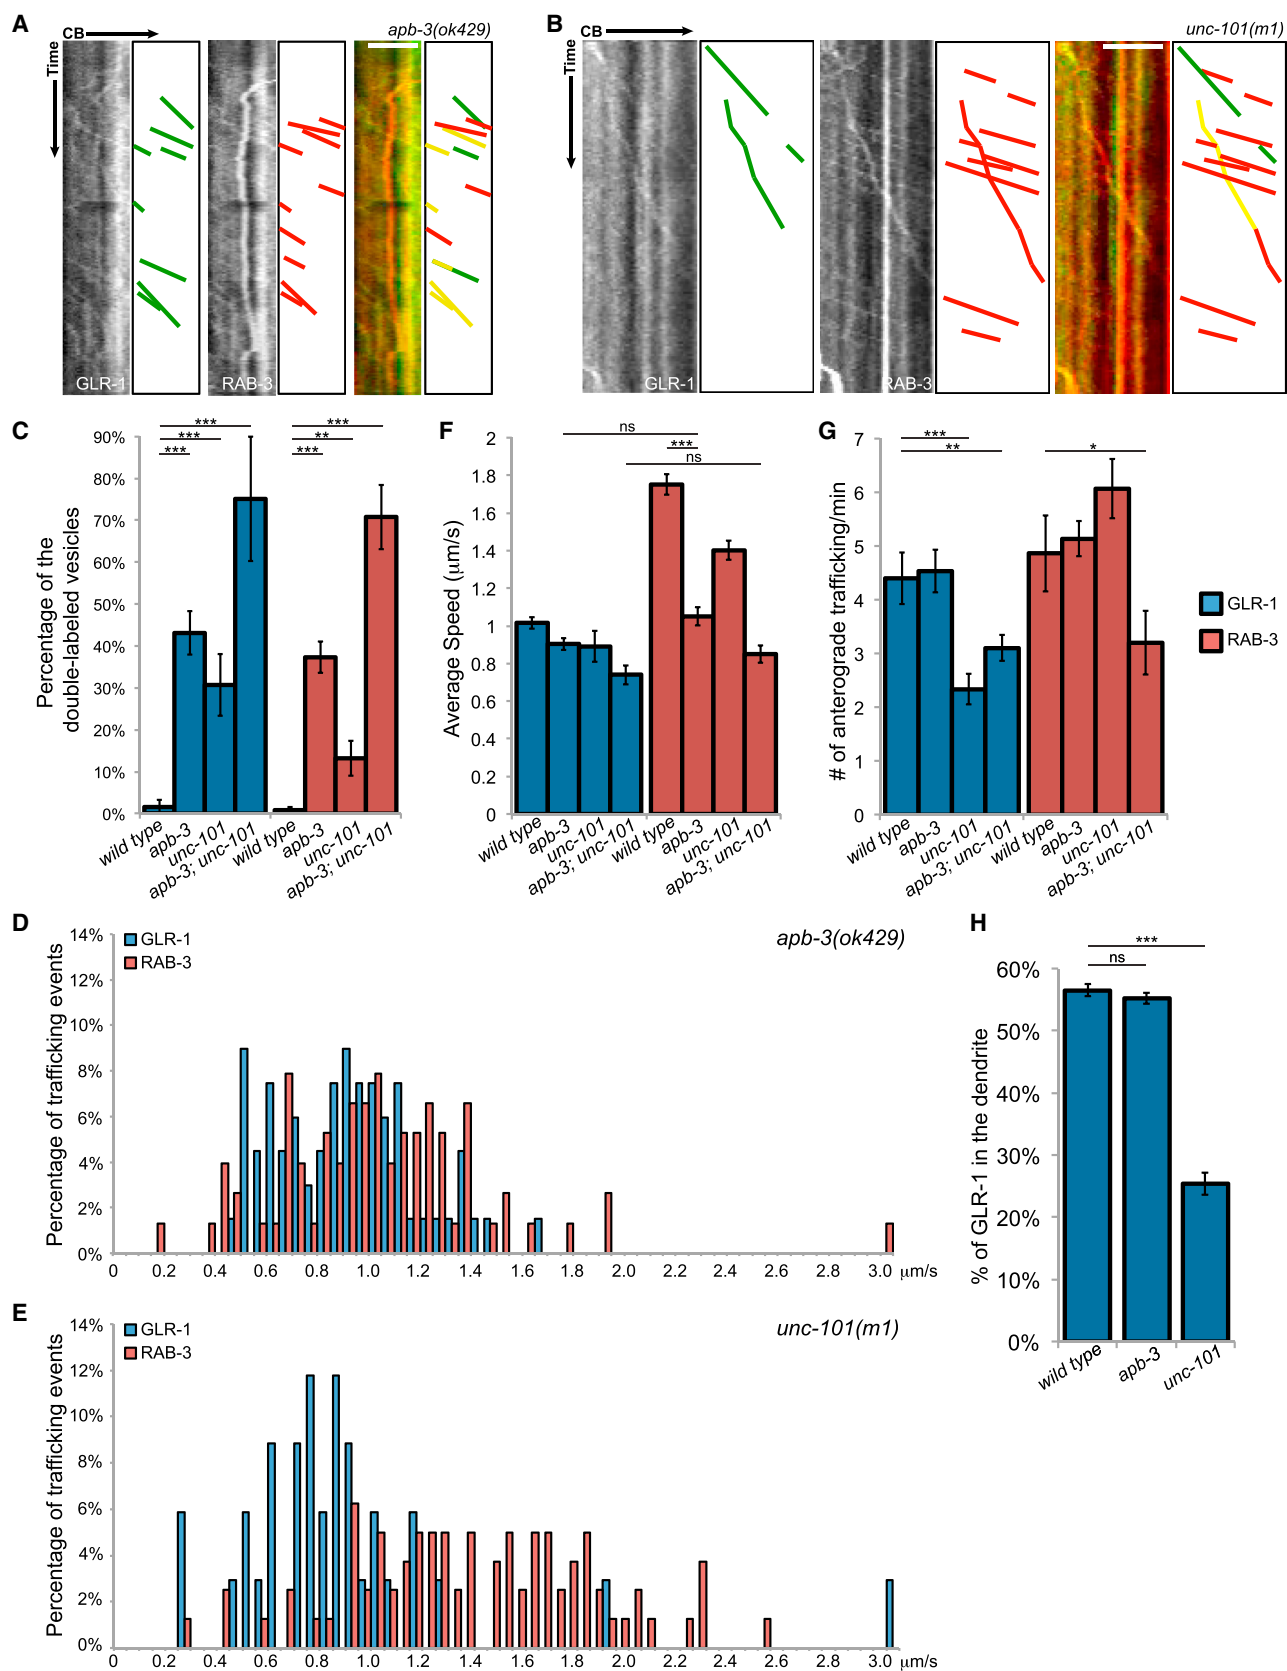 A
CB
apb-3(ok429)
Time
GLR-1
RAB-3
B
CB
unc-101(m1)
Time
GLR-1
RAB-3
C
Percentage of the
double-labeled vesicles
90%
80%
70%
60%
50%
40%
30%
20%
10%
0%
***
***
***
***
**
***
wild type
apb-3
unc-101
apb-3; unc-101
wild type
apb-3
unc-101
apb-3; unc-101
F
Average Speed (μm/s)
2
1.8
1.6
1.4
1.2
1
0.8
0.6
0.4
0.2
0
ns
***
ns
wild type
apb-3
unc-101
apb-3; unc-101
wild type
apb-3
unc-101
apb-3; unc-101
G
# of anterograde trafficking/min
7
6
5
4
3
2
1
0
***
**
*
wild type
apb-3
unc-101
apb-3; unc-101
wild type
apb-3
unc-101
apb-3; unc-101
GLR-1
RAB-3
D
Percentage of trafficking events
14%
12%
10%
8%
6%
4%
2%
0%
GLR-1
RAB-3
apb-3(ok429)
0 0.2 0.4 0.6 0.8 1.0 1.2 1.4 1.6 1.8 2.0 2.2 2.4 2.6 2.8 3.0 μm/s
E
Percentage of trafficking events
14%
12%
10%
8%
6%
4%
2%
0%
GLR-1
RAB-3
unc-101(m1)
0 0.2 0.4 0.6 0.8 1.0 1.2 1.4 1.6 1.8 2.0 2.2 2.4 2.6 2.8 3.0 μm/s
H
% of GLR-1 in the dendrite
60%
50%
40%
30%
20%
10%
0%
***
ns
wild type
apb-3
unc-101